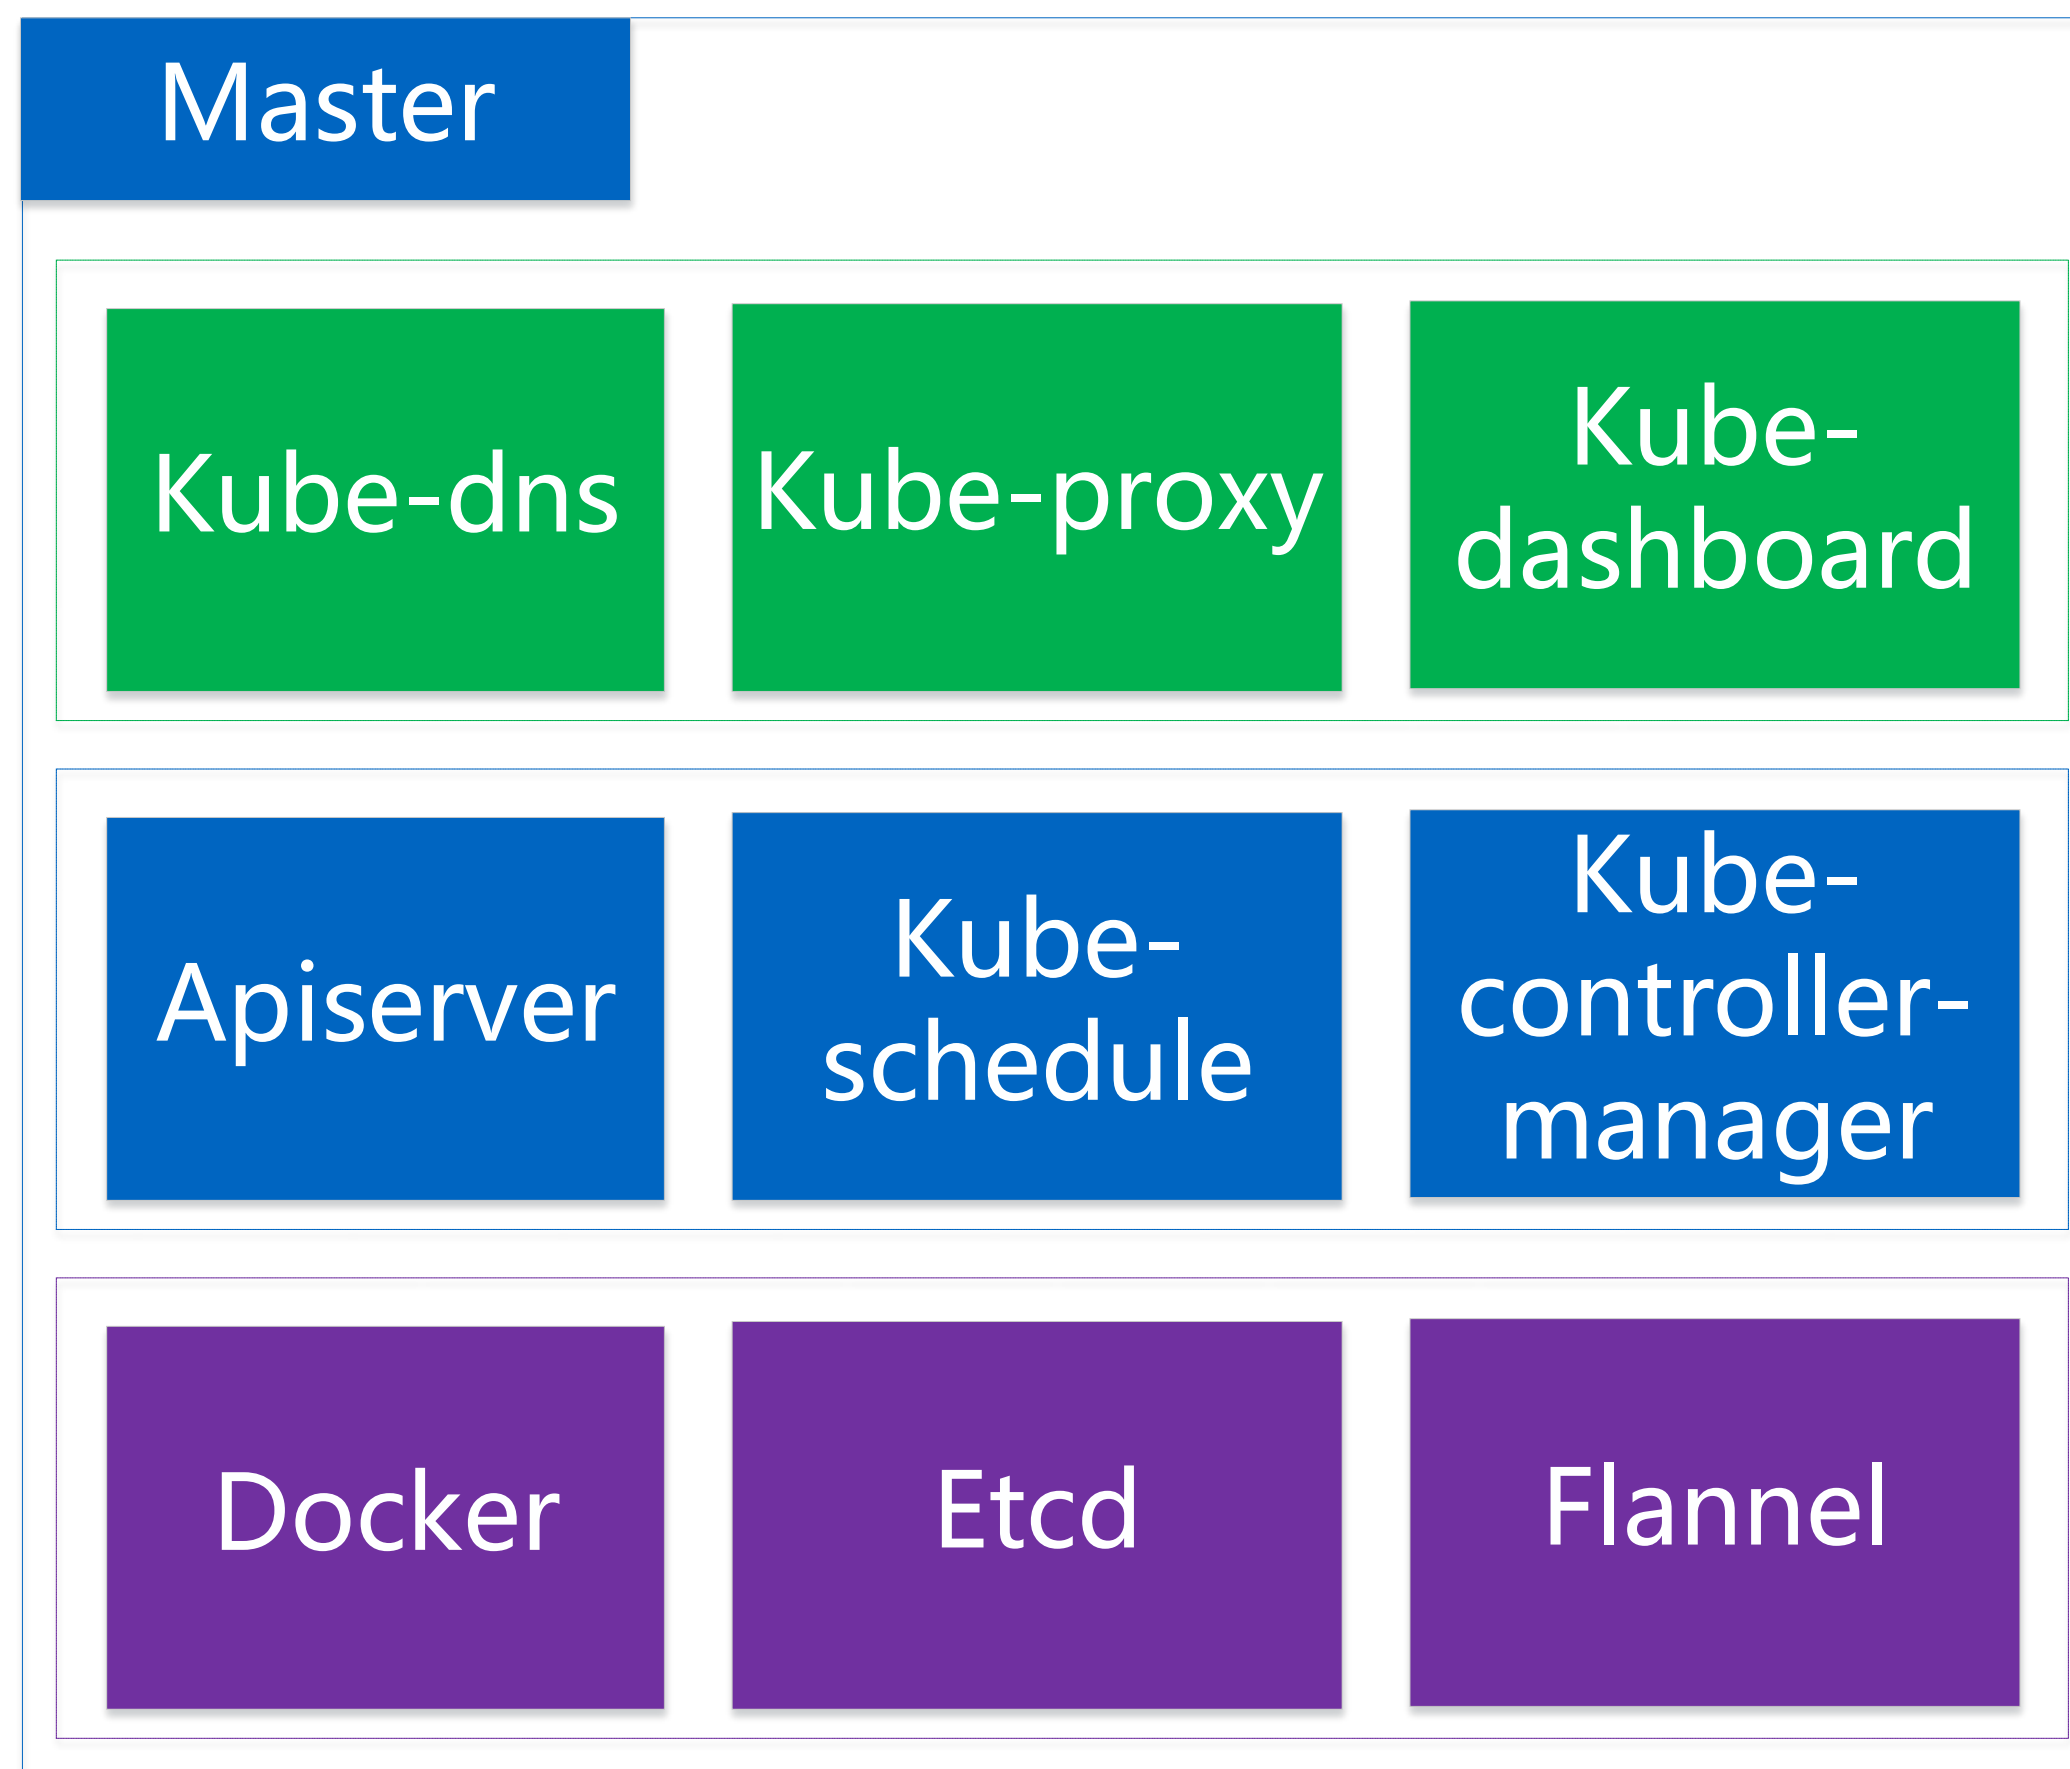 Master
Kube-dns
Kube-proxy
Kube-
dashboard
Apiserver
Kube-
schedule
Kube-
controller-
manager
Docker
Etcd
Flannel